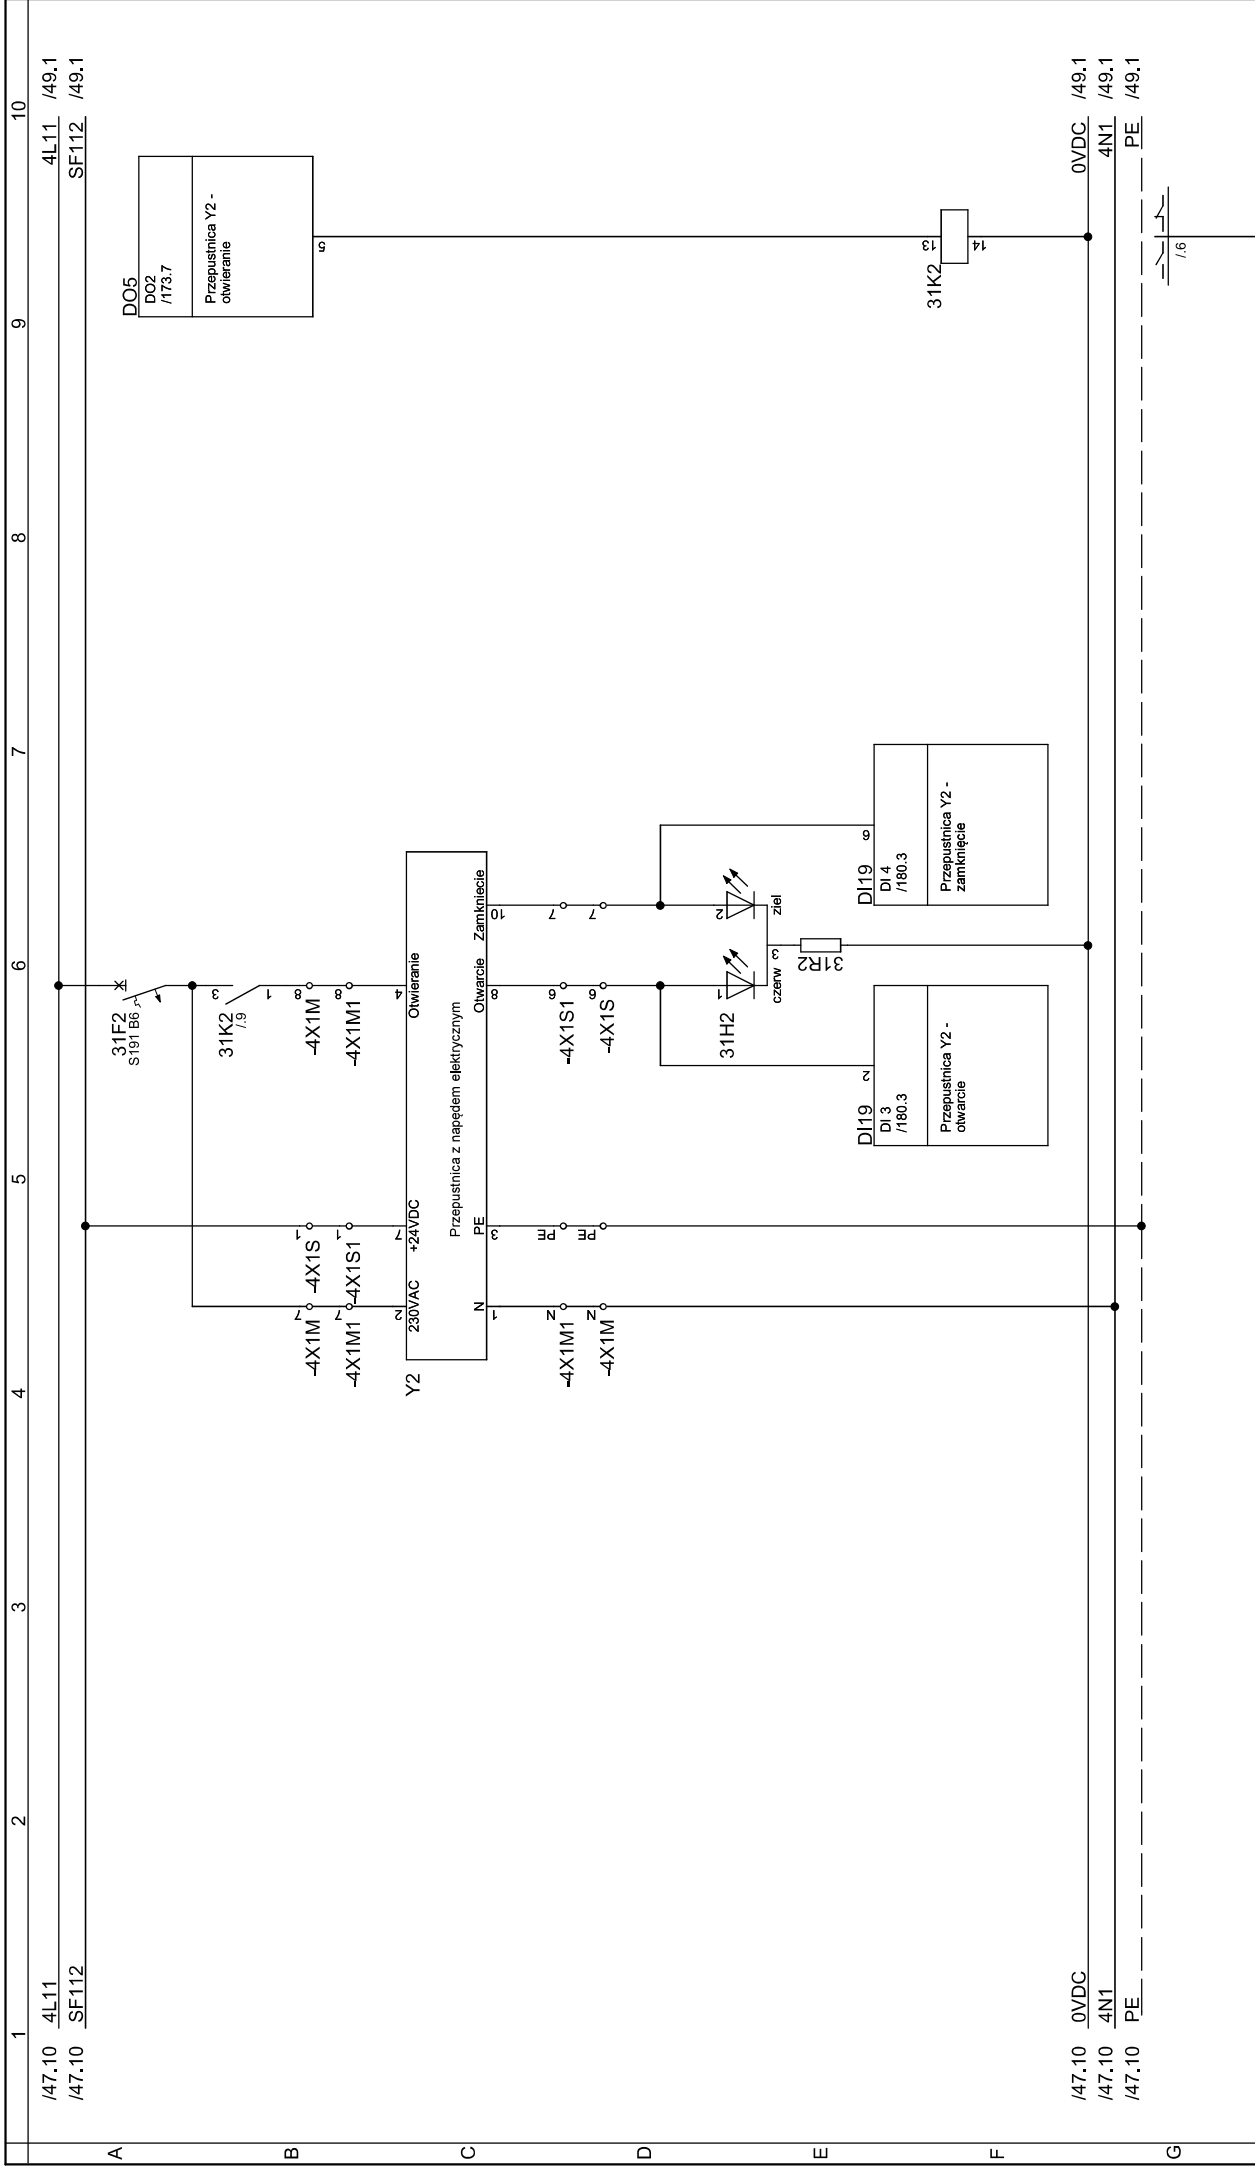 1 2 3 4 5 6 7 8 9 10
A
B
C
D
E
F
G
/47.10 4L11
/47.10 SF112
4L11 /49.1
SF112 /49.1
31F2
S191 B6
31K2
/.9
3
1
DO5
DO2
/173.7
Przepustnica Y2 -
otwieranie
5
7
-4X1M
7
-4X1M1
1
-4X1S
1
-4X1S1
8
-4X1M
8
-4X1M1
Y2
2
230VAC
7
+24VDC
4
Otwieranie
Przepustnica z napędem elektrycznym
N
PE
Otwarcie
Zamkniecie
1
3
8
10
N
-4X1M1
N
-4X1M
PE
PE
6
-4X1S1
6
-4X1S
7
7
31H2
1
2
czerw
3
ziel
31R2
2
DI19
DI 3
/180.3
Przepustnica Y2 -
otwarcie
6
DI19
DI 4
/180.3
Przepustnica Y2 -
zamknięcie
31K2
13
14
/47.10 0VDC
/47.10 4N1
/47.10 PE
0VDC /49.1
4N1 /49.1
PE /49.1
/.6